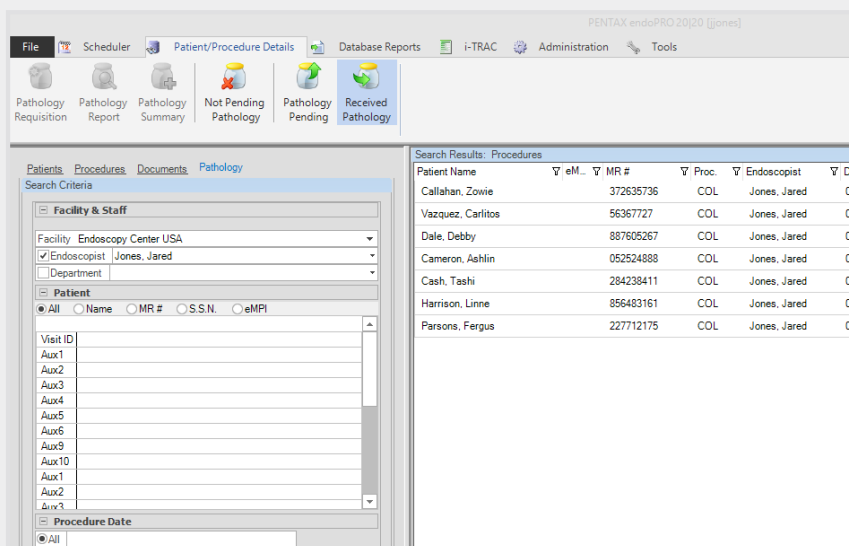 PENTAX endoPRO 20|20 [jjones]
File Scheduler Patient/Procedure Details Database Reports i-TRAC Administration Tools
Pathology Requisition
Pathology Report
Pathology Summary
Not Pending Pathology
Pathology Pending
Received Pathology
Patients Procedures Documents Pathology
Search Criteria
Facility & Staff
Facility Endoscopy Center USA
Endoscopist Jones, Jared
Department
Patient
All Name MR # S.S.N. eMPI
Visit ID
Aux1
Aux2
Aux3
Aux4
Aux5
Aux6
Aux9
Aux10
Aux1
Aux2
Aux3
Procedure Date
All
Search Results: Procedures
Patient Name eM... MR # Proc. Endoscopist D
Callahan, Zowie 372635736 COL Jones, Jared
Vazquez, Carlitos 56367727 COL Jones, Jared
Dale, Debby 887605267 COL Jones, Jared
Cameron, Ashlin 052524888 COL Jones, Jared
Cash, Tashi 284238411 COL Jones, Jared
Harrison, Linne 856483161 COL Jones, Jared
Parsons, Fergus 227712175 COL Jones, Jared